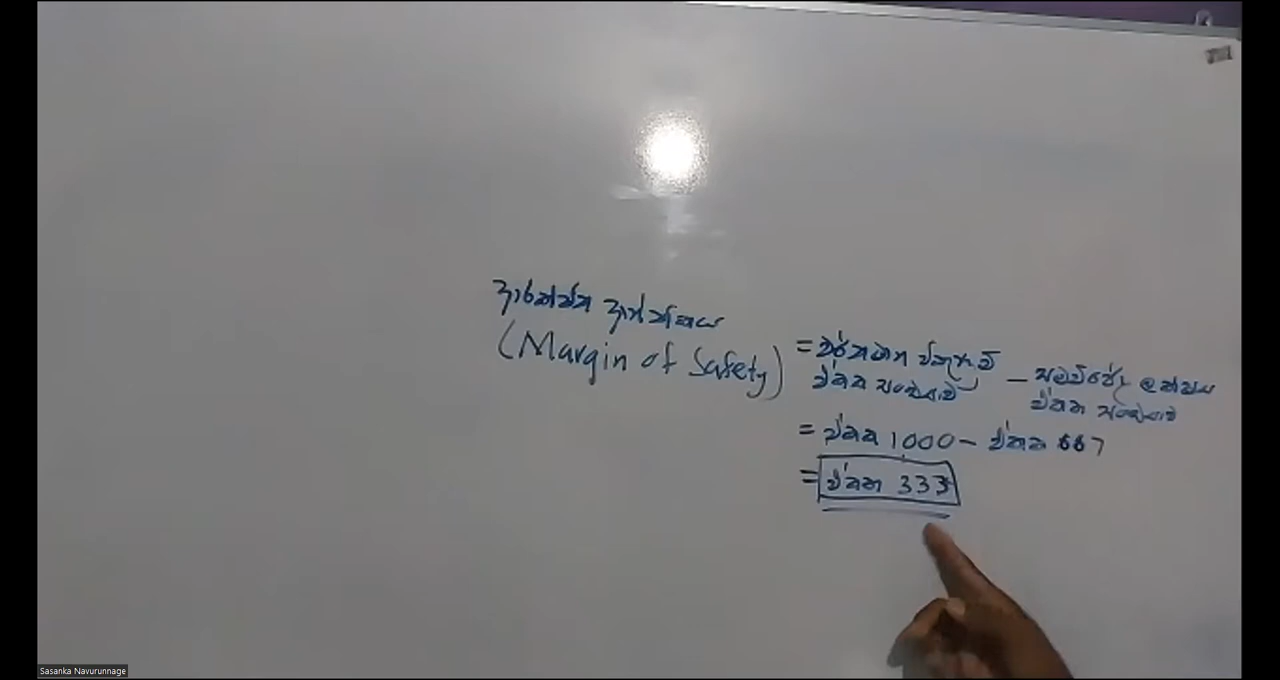 ආරක්ෂිත ආන්තිකය
(Margin of Safety)
= වර්තමාන විකුණුම්
ඒකක සංඛ්‍යාව
– සමච්ඡේද ලක්ෂ්‍යය
ඒකක සංඛ්‍යාව
= ඒකක 1000 – ඒකක 667
= ඒකක 333
Sasanka Navurunnage